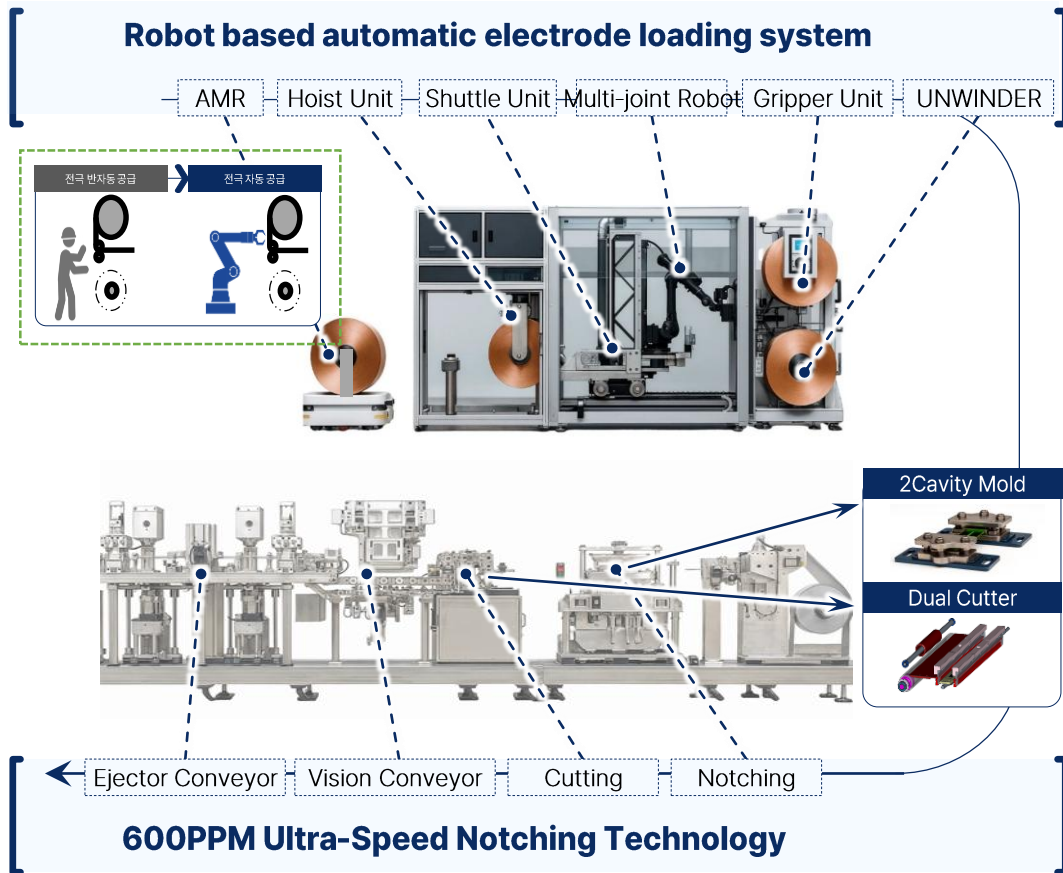 Robot based automatic electrode loading system
AMR
Hoist Unit
Shuttle Unit
Multi-joint Robot
Gripper Unit
UNWINDER
전극 반자동 공급
전극 자동 공급
2Cavity Mold
Dual Cutter
Ejector Conveyor
Vision Conveyor
Cutting
Notching
600PPM Ultra-Speed Notching Technology